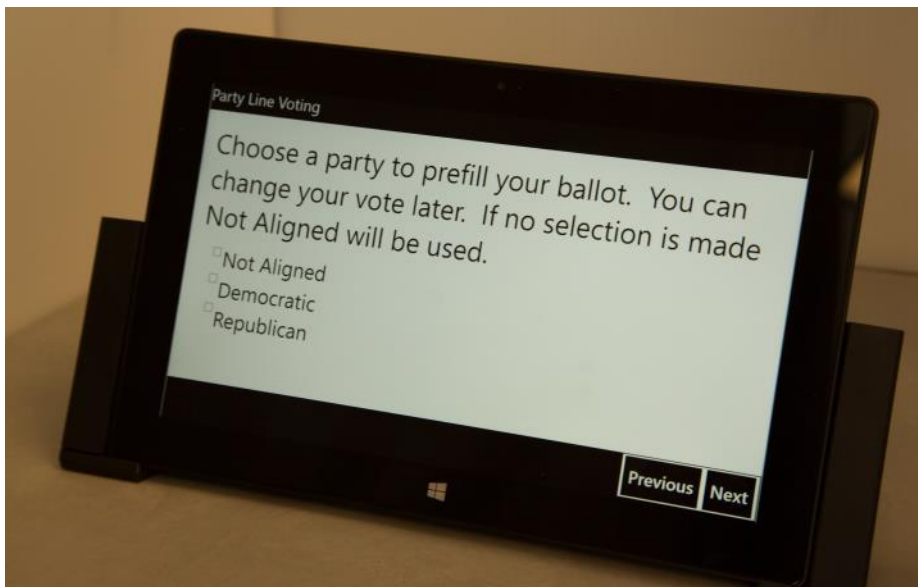 Party Line Voting
Choose a party to prefill your ballot.  You can
change your vote later.  If no selection is made
Not Aligned will be used.
Not Aligned
Democratic
Republican
Previous Next